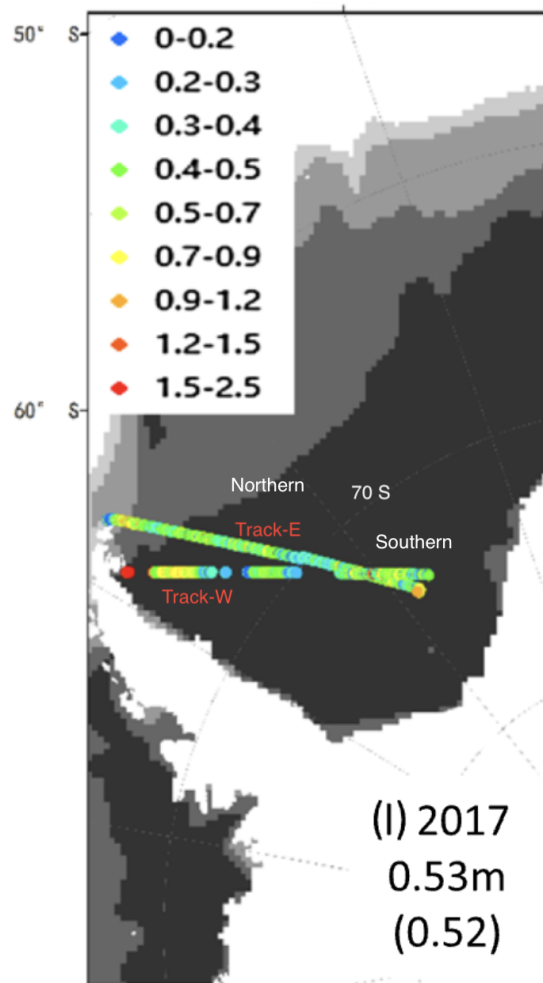 50° S
0-0.2
0.2-0.3
0.3-0.4
0.4-0.5
0.5-0.7
0.7-0.9
0.9-1.2
1.2-1.5
1.5-2.5
60° S
Northern
70 S
Track-E
Southern
Track-W
(l) 2017
0.53m
(0.52)